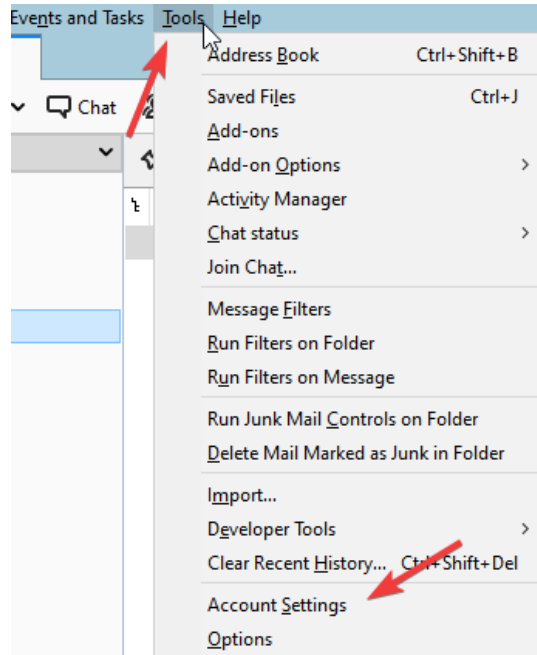 Events and Tasks Tools Help
Address Book Ctrl+Shift+B
Chat
Saved Files Ctrl+J
Add-ons
Add-on Options
Activity Manager
Chat status
Join Chat...
Message Filters
Run Filters on Folder
Run Filters on Message
Run Junk Mail Controls on Folder
Delete Mail Marked as Junk in Folder
Import...
Developer Tools
Clear Recent History... Ctrl+Shift+Del
Account Settings
Options